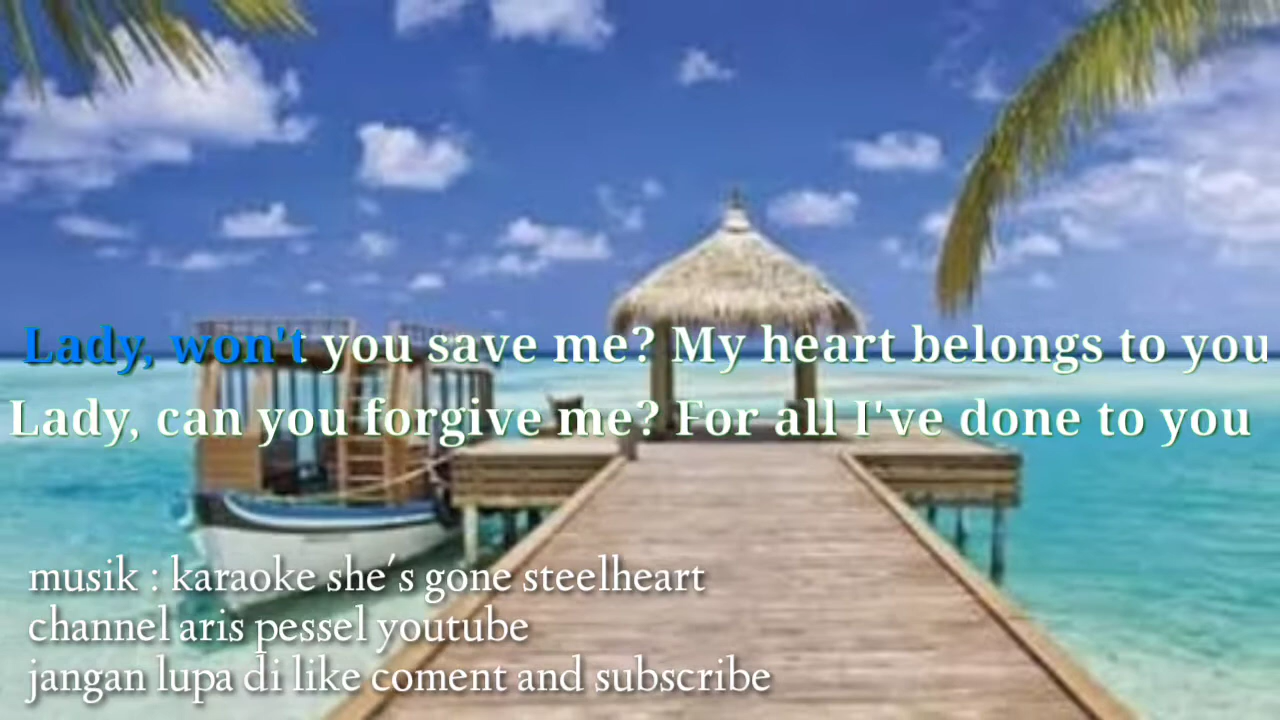 Lady, won't you save me? My heart belongs to you
Lady, can you forgive me? For all I've done to you
musik : karaoke she´s gone steelheart
channel aris pessel youtube
jangan lupa di like coment and subscribe